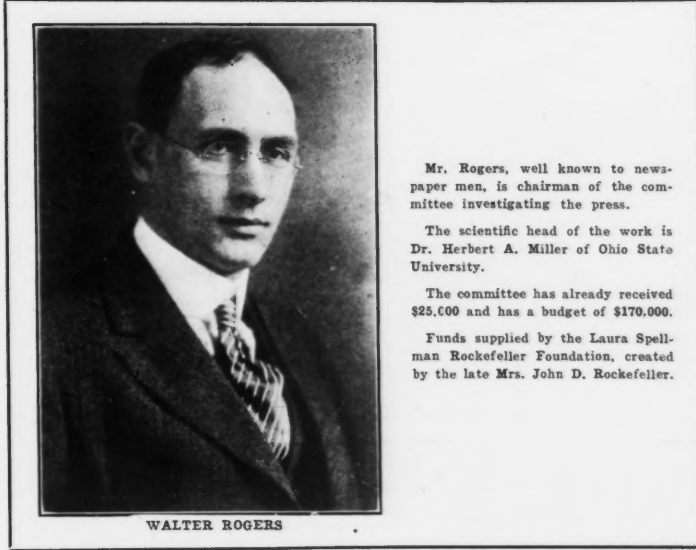 Mr. Rogers, well known to news-
paper men, is chairman of the com-
mittee investigating the press.
The scientific head of the work is
Dr. Herbert A. Miller of Ohio State
University.
The committee has already received
$25,C00 and has a budget of $170,000.
Funds supplied by the Laura Spell-
man Rockefeller Foundation, created
by the late Mrs. John D. Rockefeller.
WALTER ROGERS